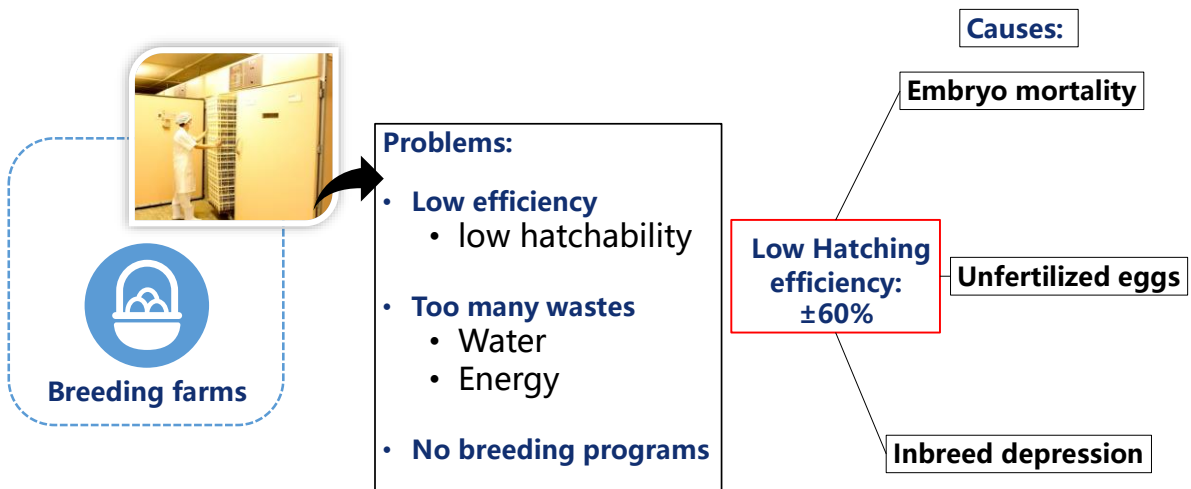 Breeding farms
Problems:
• Low efficiency
• low hatchability
• Too many wastes
• Water
• Energy
• No breeding programs
Low Hatching
efficiency:
±60%
Causes:
Embryo mortality
Unfertilized eggs
Inbreed depression